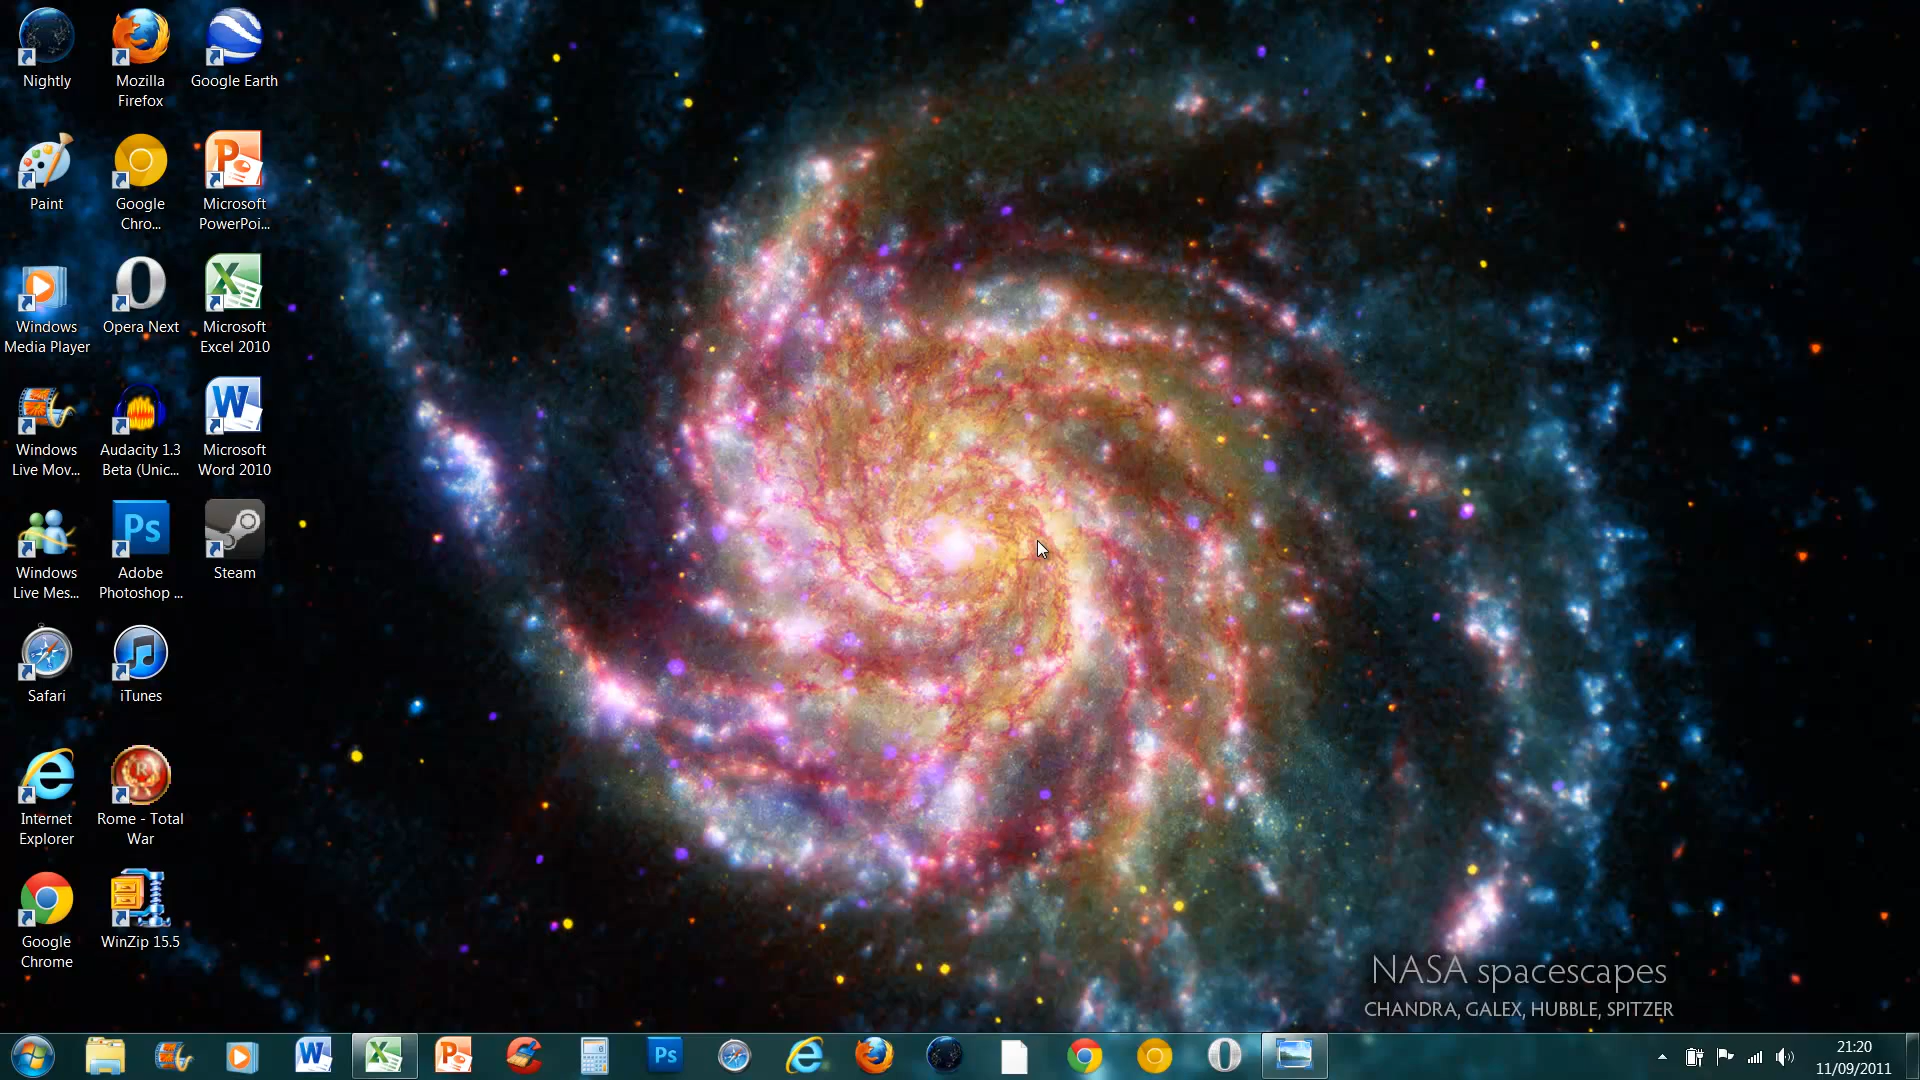 Nightly
Mozilla
Firefox
Google Earth
Paint
Google
Chro...
Microsoft
PowerPoi...
Windows
Media Player
Opera Next
Microsoft
Excel 2010
Windows
Live Mov...
Audacity 1.3
Beta (Unic...
Microsoft
Word 2010
Windows
Live Mes...
Adobe
Photoshop ...
Steam
Safari
iTunes
Internet
Explorer
Rome - Total
War
Google
Chrome
WinZip 15.5
Ps
NASA spacescapes
CHANDRA, GALEX, HUBBLE, SPITZER
Ps
21:20
11/09/2011